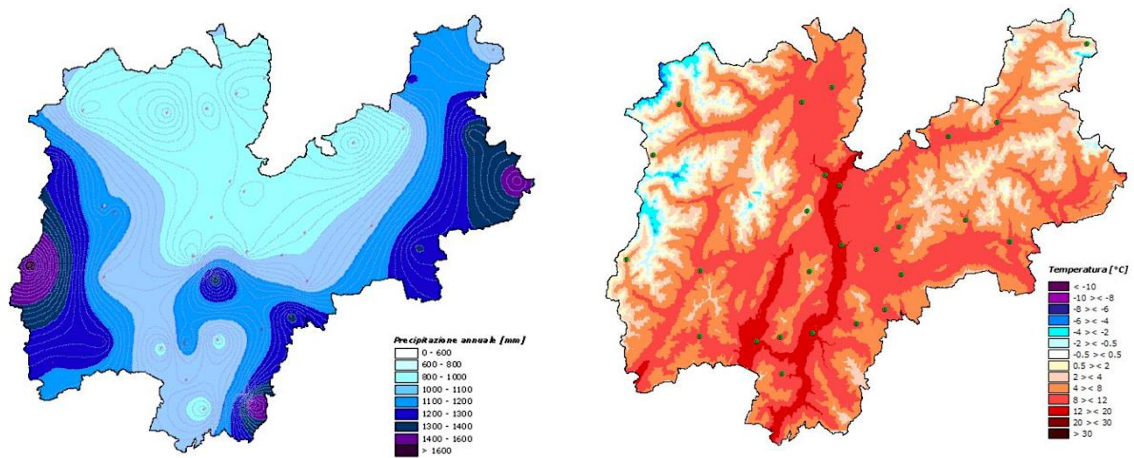 Precipitazione annuale [mm]
0 - 600
600 - 800
800 - 1000
1000 - 1100
1100 - 1200
1200 - 1300
1300 - 1400
1400 - 1600
> 1600
Temperatura [°C]
< -10
-10 >< -8
-8 >< -6
-6 >< -4
-4 >< -2
-2 >< -0.5
-0.5 >< 0.5
0.5 >< 2
2 >< 4
4 >< 8
8 >< 12
12 >< 20
20 >< 30
> 30